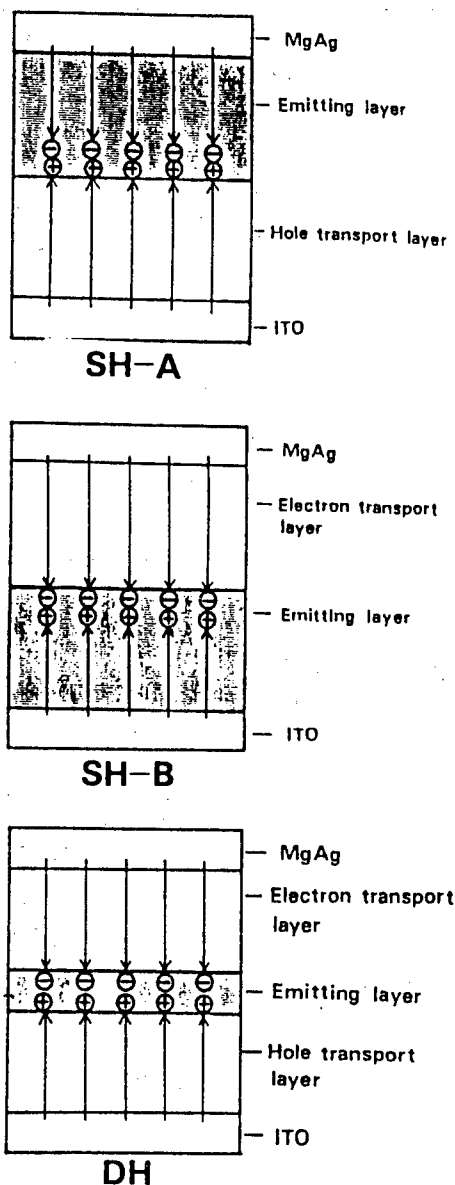 MgAg
Emitting layer
Hole transport layer
ITO
SH-A
MgAg
Electron transport
layer
Emitting layer
ITO
SH-B
MgAg
Electron transport
layer
Emitting layer
Hole transport
layer
ITO
DH